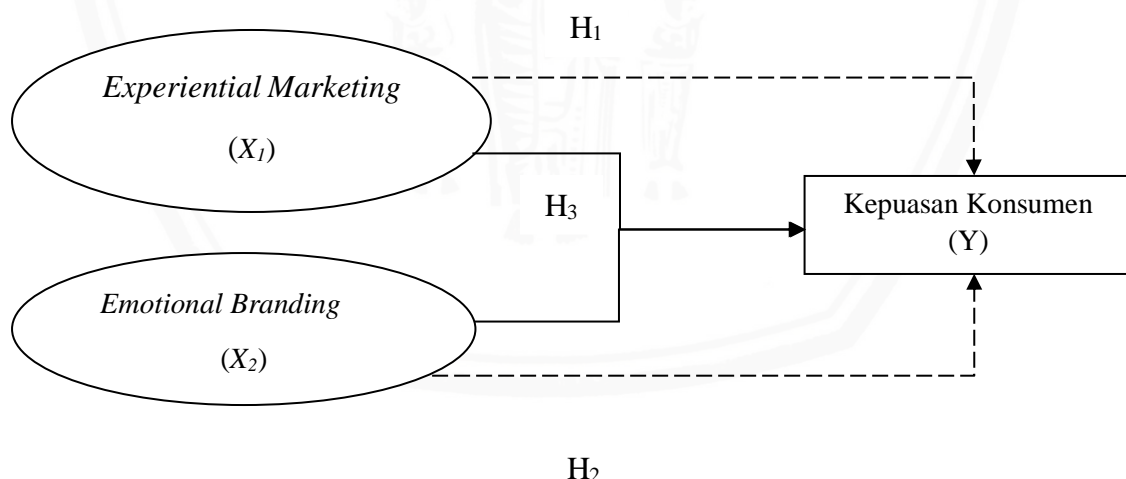 H₁
Experiential Marketing
(X₁)
H₃
Kepuasan Konsumen
(Y)
Emotional Branding
(X₂)
H₂